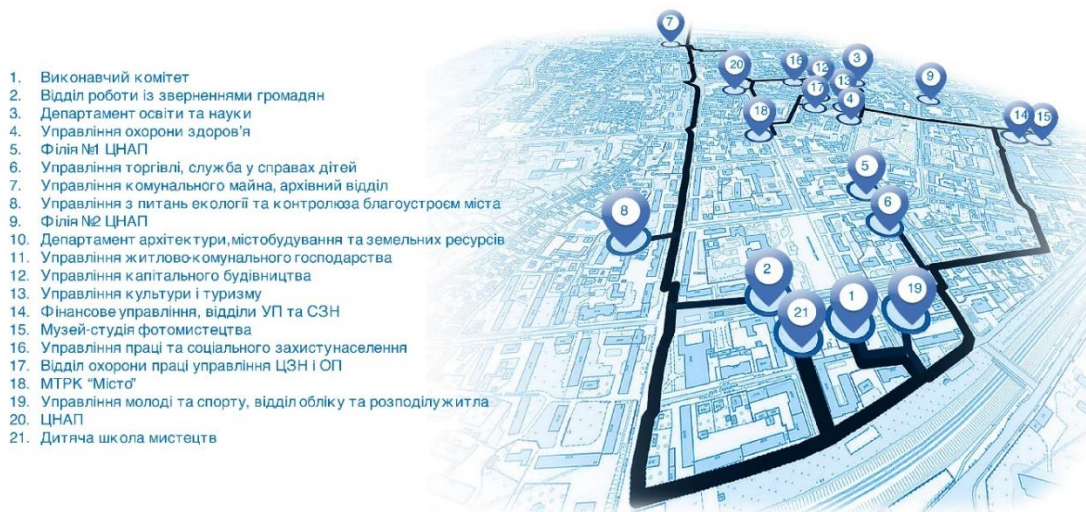 1. Виконавчий комітет
2. Відділ роботи із зверненнями громадян
3. Департамент освіти та науки
4. Управління охорони здоров'я
5. Філія №1 ЦНАП
6. Управління торгівлі, служба у справах дітей
7. Управління комунального майна, архівний відділ
8. Управління з питань екології та контролюза благоустроєм міста
9. Філія №2 ЦНАП
10. Департамент архітектури,містобудування та земельних ресурсів
11. Управління житлово-комунального господарства
12. Управління капітального будівництва
13. Управління культури і туризму
14. Фінансове управління, відділи УП та СЗН
15. Музей-студія фотомистецтва
16. Управління праці та соціального захистунаселення
17. Відділ охорони праці управління ЦЗН і ОП
18. МТРК "Місто"
19. Управління молоді та спорту, відділ обліку та розподілужитла
20. ЦНАП
21. Дитяча школа мистецтв
7
20
16
12
3
13
17
4
18
9
14
15
5
6
8
2
21
1
19